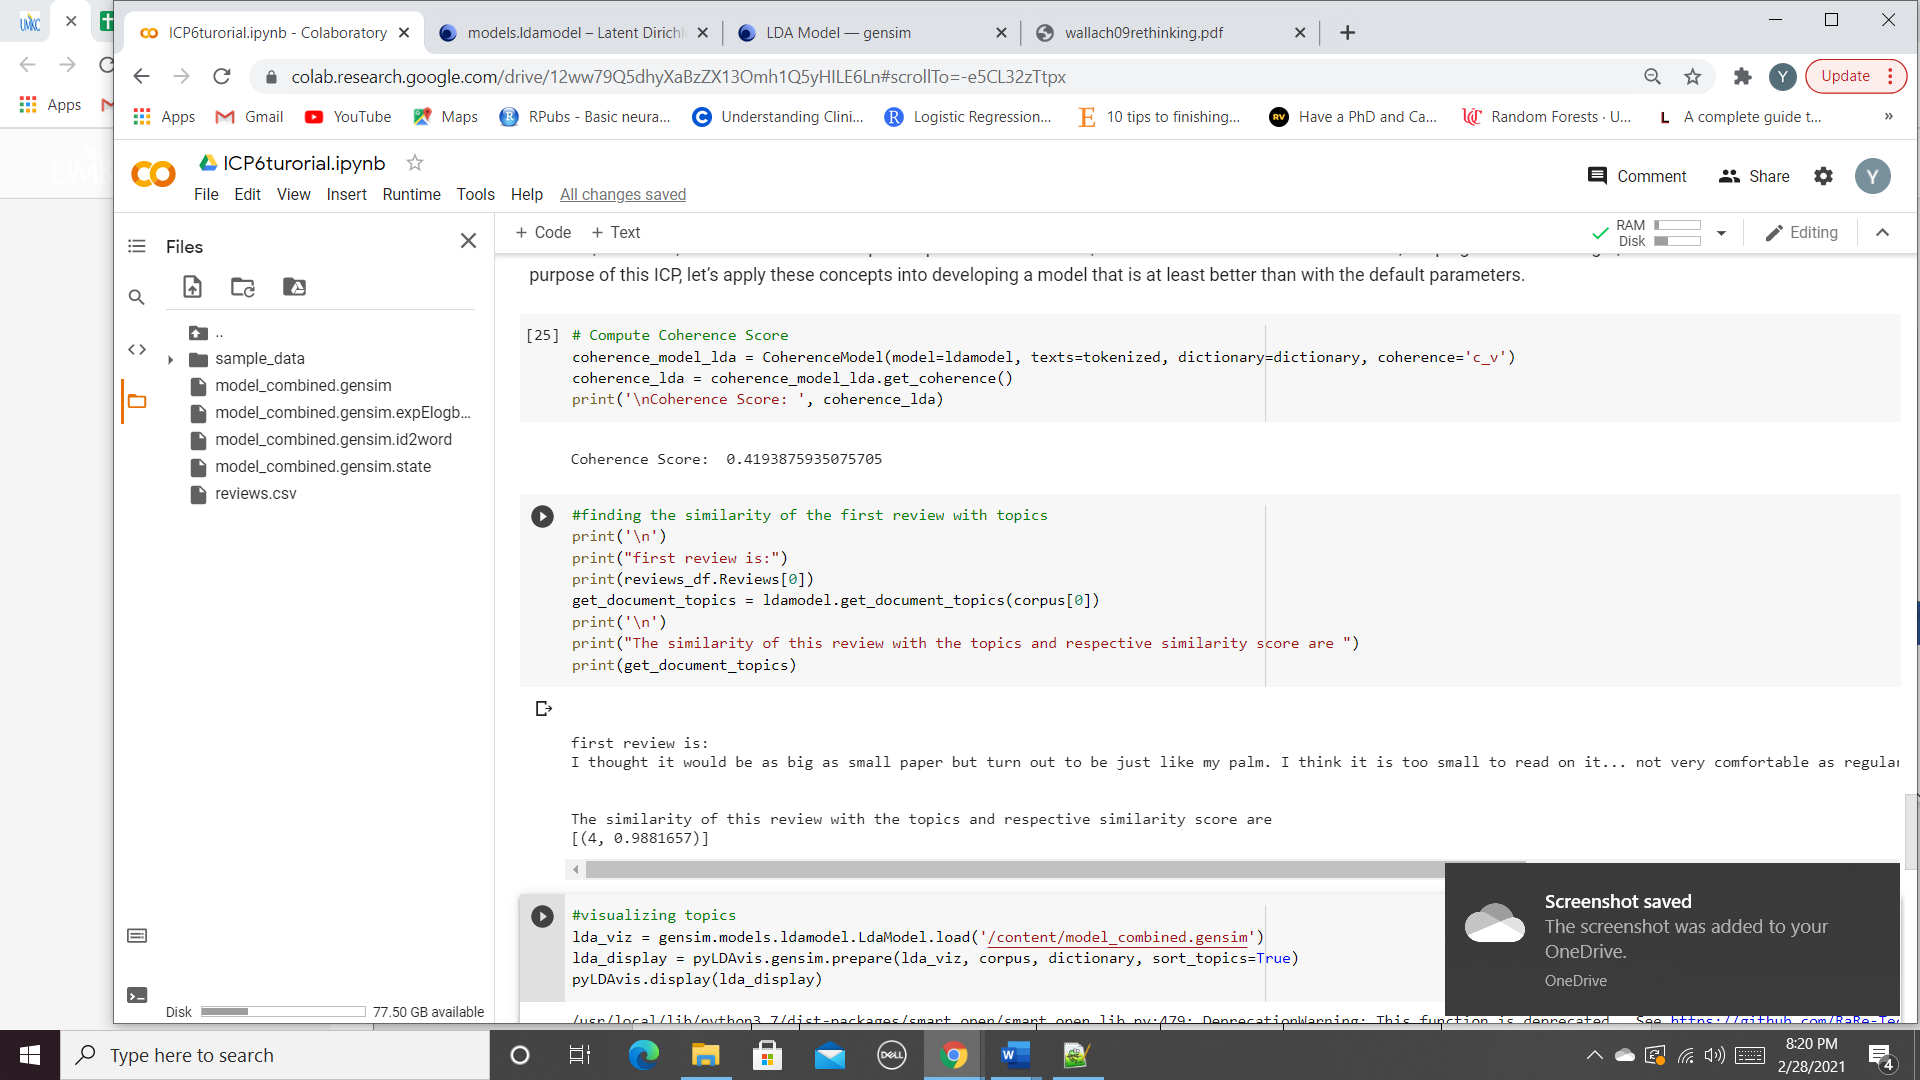 ICP6turorial.ipynb - Colaboratory
models.ldamodel – Latent Dirichl
LDA Model — gensim
wallach09rethinking.pdf
UMKC
colab.research.google.com/drive/12ww79Q5dhyXaBzZX13Omh1Q5yHILE6Ln#scrollTo=-e5CL32zTtpx
Y
Update
Apps
Apps
Gmail
YouTube
Maps
RPubs - Basic neura...
Understanding Clini...
Logistic Regression...
10 tips to finishing...
Have a PhD and Ca...
Random Forests · U...
A complete guide t...
»
ICP6turorial.ipynb
File Edit View Insert Runtime Tools Help All changes saved
Comment
Share
Y
Files
+ Code + Text
RAM
Disk
Editing
..
sample_data
model_combined.gensim
model_combined.gensim.expElogb...
model_combined.gensim.id2word
model_combined.gensim.state
reviews.csv
Disk
77.50 GB available
purpose of this ICP, let’s apply these concepts into developing a model that is at least better than with the default parameters.
[25] # Compute Coherence Score
coherence_model_lda = CoherenceModel(model=ldamodel, texts=tokenized, dictionary=dictionary, coherence='c_v')
coherence_lda = coherence_model_lda.get_coherence()
print('\nCoherence Score: ', coherence_lda)
Coherence Score:  0.4193875935075705
#finding the similarity of the first review with topics
print('\n')
print("first review is:")
print(reviews_df.Reviews[0])
get_document_topics = ldamodel.get_document_topics(corpus[0])
print('\n')
print("The similarity of this review with the topics and respective similarity score are ")
print(get_document_topics)
first review is:
I thought it would be as big as small paper but turn out to be just like my palm. I think it is too small to read on it... not very comfortable as regular
The similarity of this review with the topics and respective similarity score are
[(4, 0.9881657)]
#visualizing topics
lda_viz = gensim.models.ldamodel.LdaModel.load('/content/model_combined.gensim')
lda_display = pyLDAvis.gensim.prepare(lda_viz, corpus, dictionary, sort_topics=True)
pyLDAvis.display(lda_display)
/usr/local/lib/python3.7/dist-packages/smart_open/smart_open_lib.py:479: DeprecationWarning: This function is deprecated. See https://github.com/RaRe-Te
Screenshot saved
The screenshot was added to your
OneDrive.
OneDrive
Type here to search
DELL
8:20 PM
2/28/2021
4